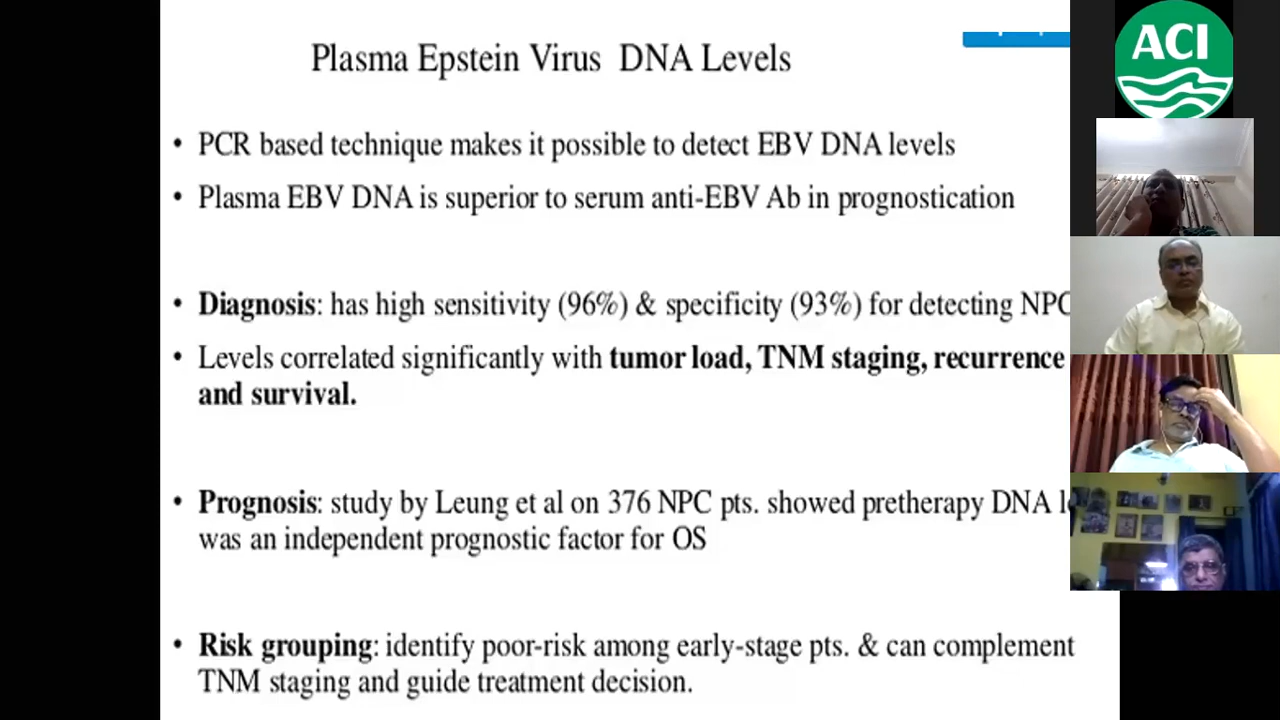 Plasma Epstein Virus DNA Levels
• PCR based technique makes it possible to detect EBV DNA levels
• Plasma EBV DNA is superior to serum anti-EBV Ab in prognostication
• Diagnosis: has high sensitivity (96%) & specificity (93%) for detecting NPC
• Levels correlated significantly with tumor load, TNM staging, recurrence
and survival.
• Prognosis: study by Leung et al on 376 NPC pts. showed pretherapy DNA
was an independent prognostic factor for OS
• Risk grouping: identify poor-risk among early-stage pts. & can complement
TNM staging and guide treatment decision.
ACI